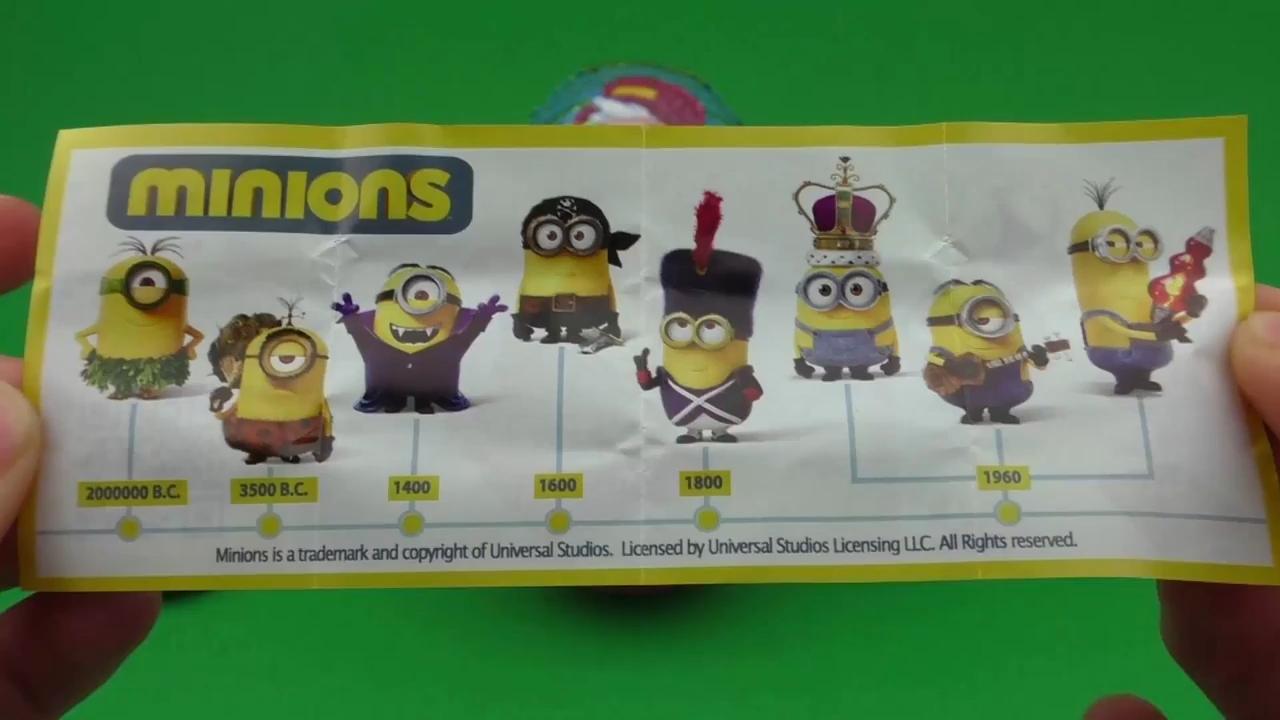 MINIONS
2000000 B.C. 3500 B.C. 1400 1600 1800 1960
Minions is a trademark and copyright of Universal Studios. Licensed by Universal Studios Licensing LLC. All Rights reserved.